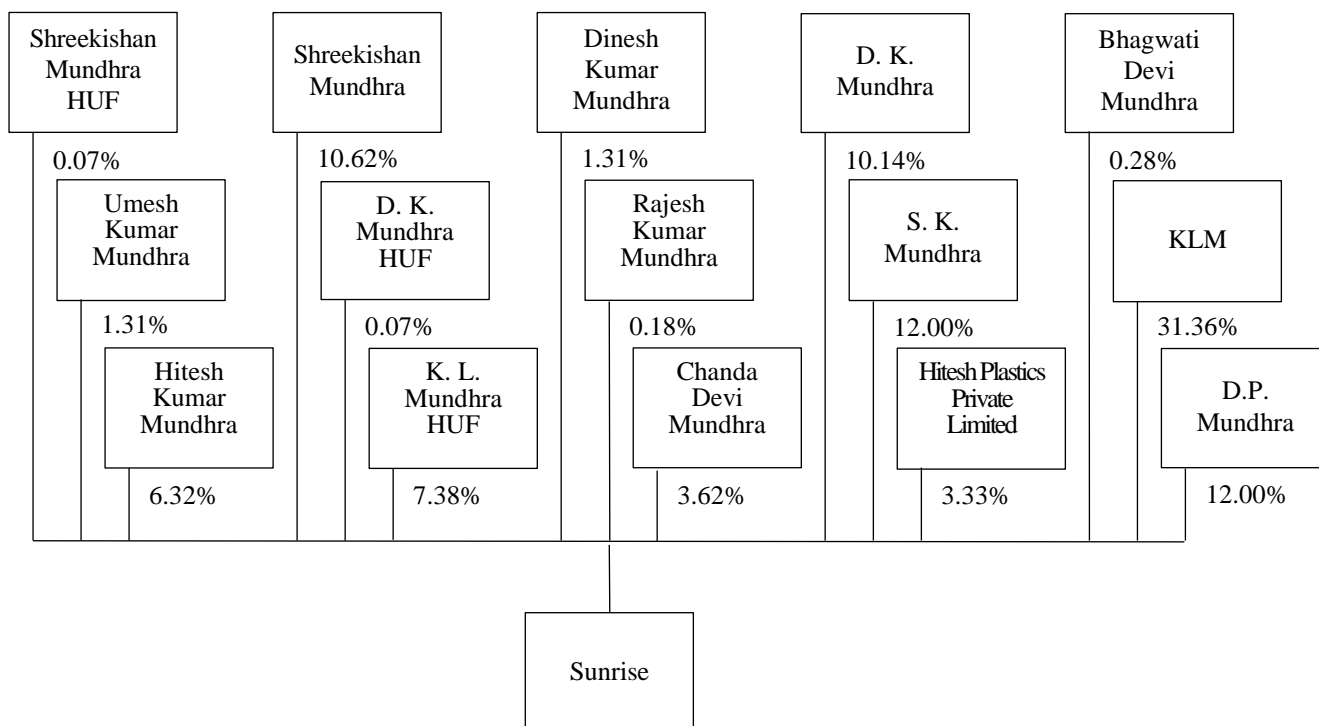 Shreekishan
Mundhra
HUF
Shreekishan
Mundhra
Dinesh
Kumar
Mundhra
D. K.
Mundhra
Bhagwati
Devi
Mundhra
0.07%
10.62%
1.31%
10.14%
0.28%
Umesh
Kumar
Mundhra
D. K.
Mundhra
HUF
Rajesh
Kumar
Mundhra
S. K.
Mundhra
KLM
1.31%
0.07%
0.18%
12.00%
31.36%
Hitesh
Kumar
Mundhra
K. L.
Mundhra
HUF
Chanda
Devi
Mundhra
Hitesh Plastics
Private
Limited
D.P.
Mundhra
6.32%
7.38%
3.62%
3.33%
12.00%
Sunrise